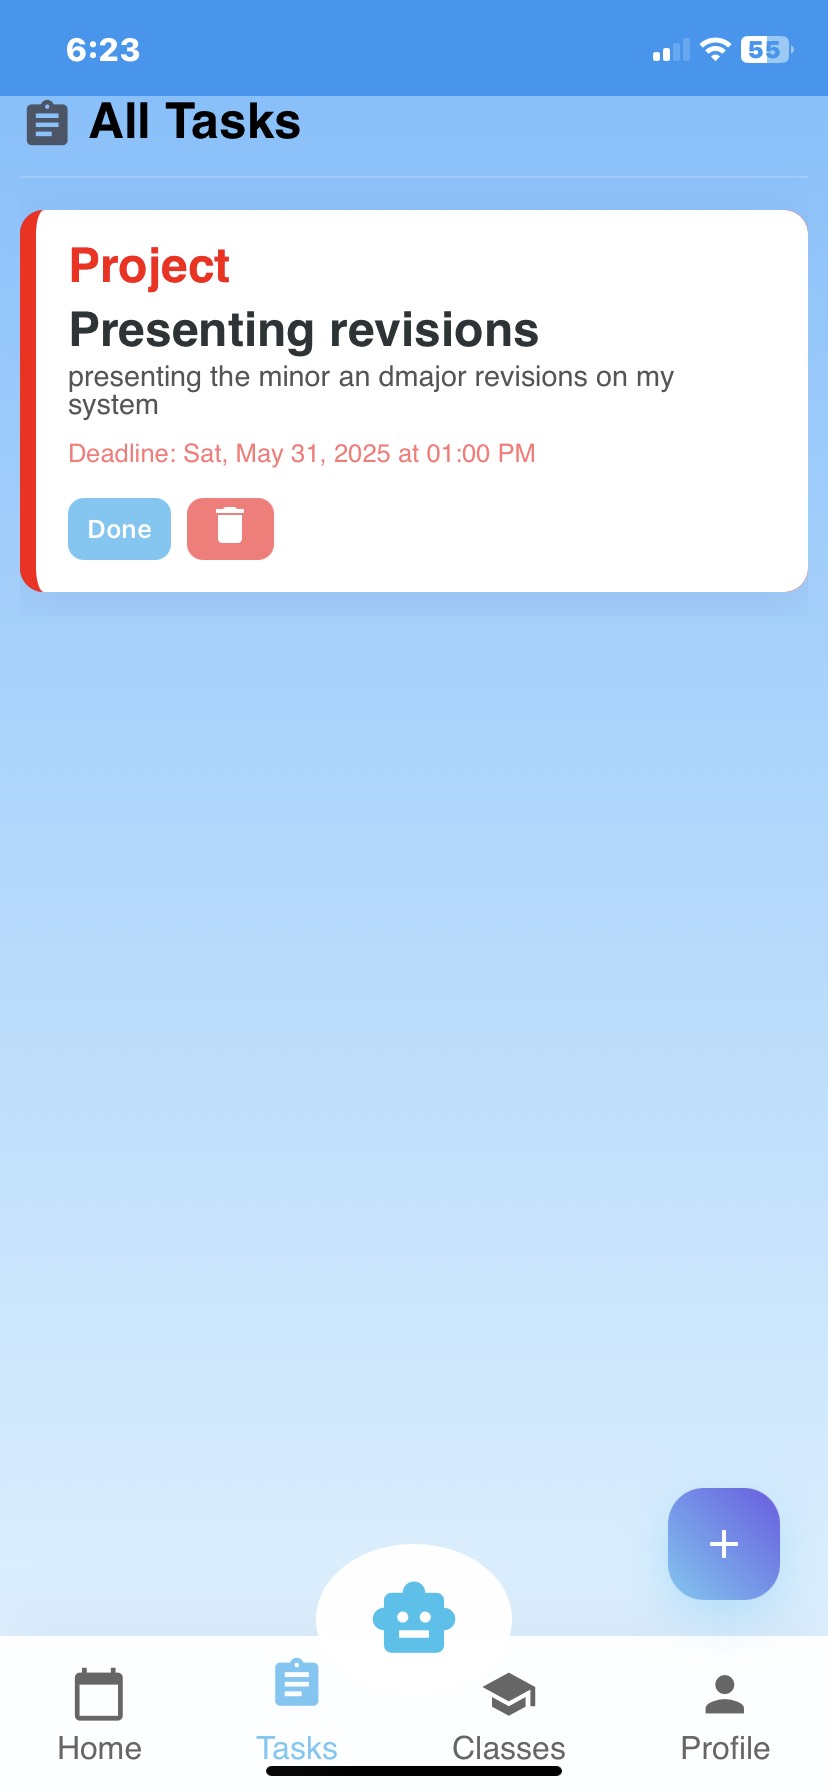 6:23
55
All Tasks
Project
Presenting revisions
presenting the minor an dmajor revisions on my
system
Deadline: Sat, May 31, 2025 at 01:00 PM
Done
+
Home
Tasks
Classes
Profile